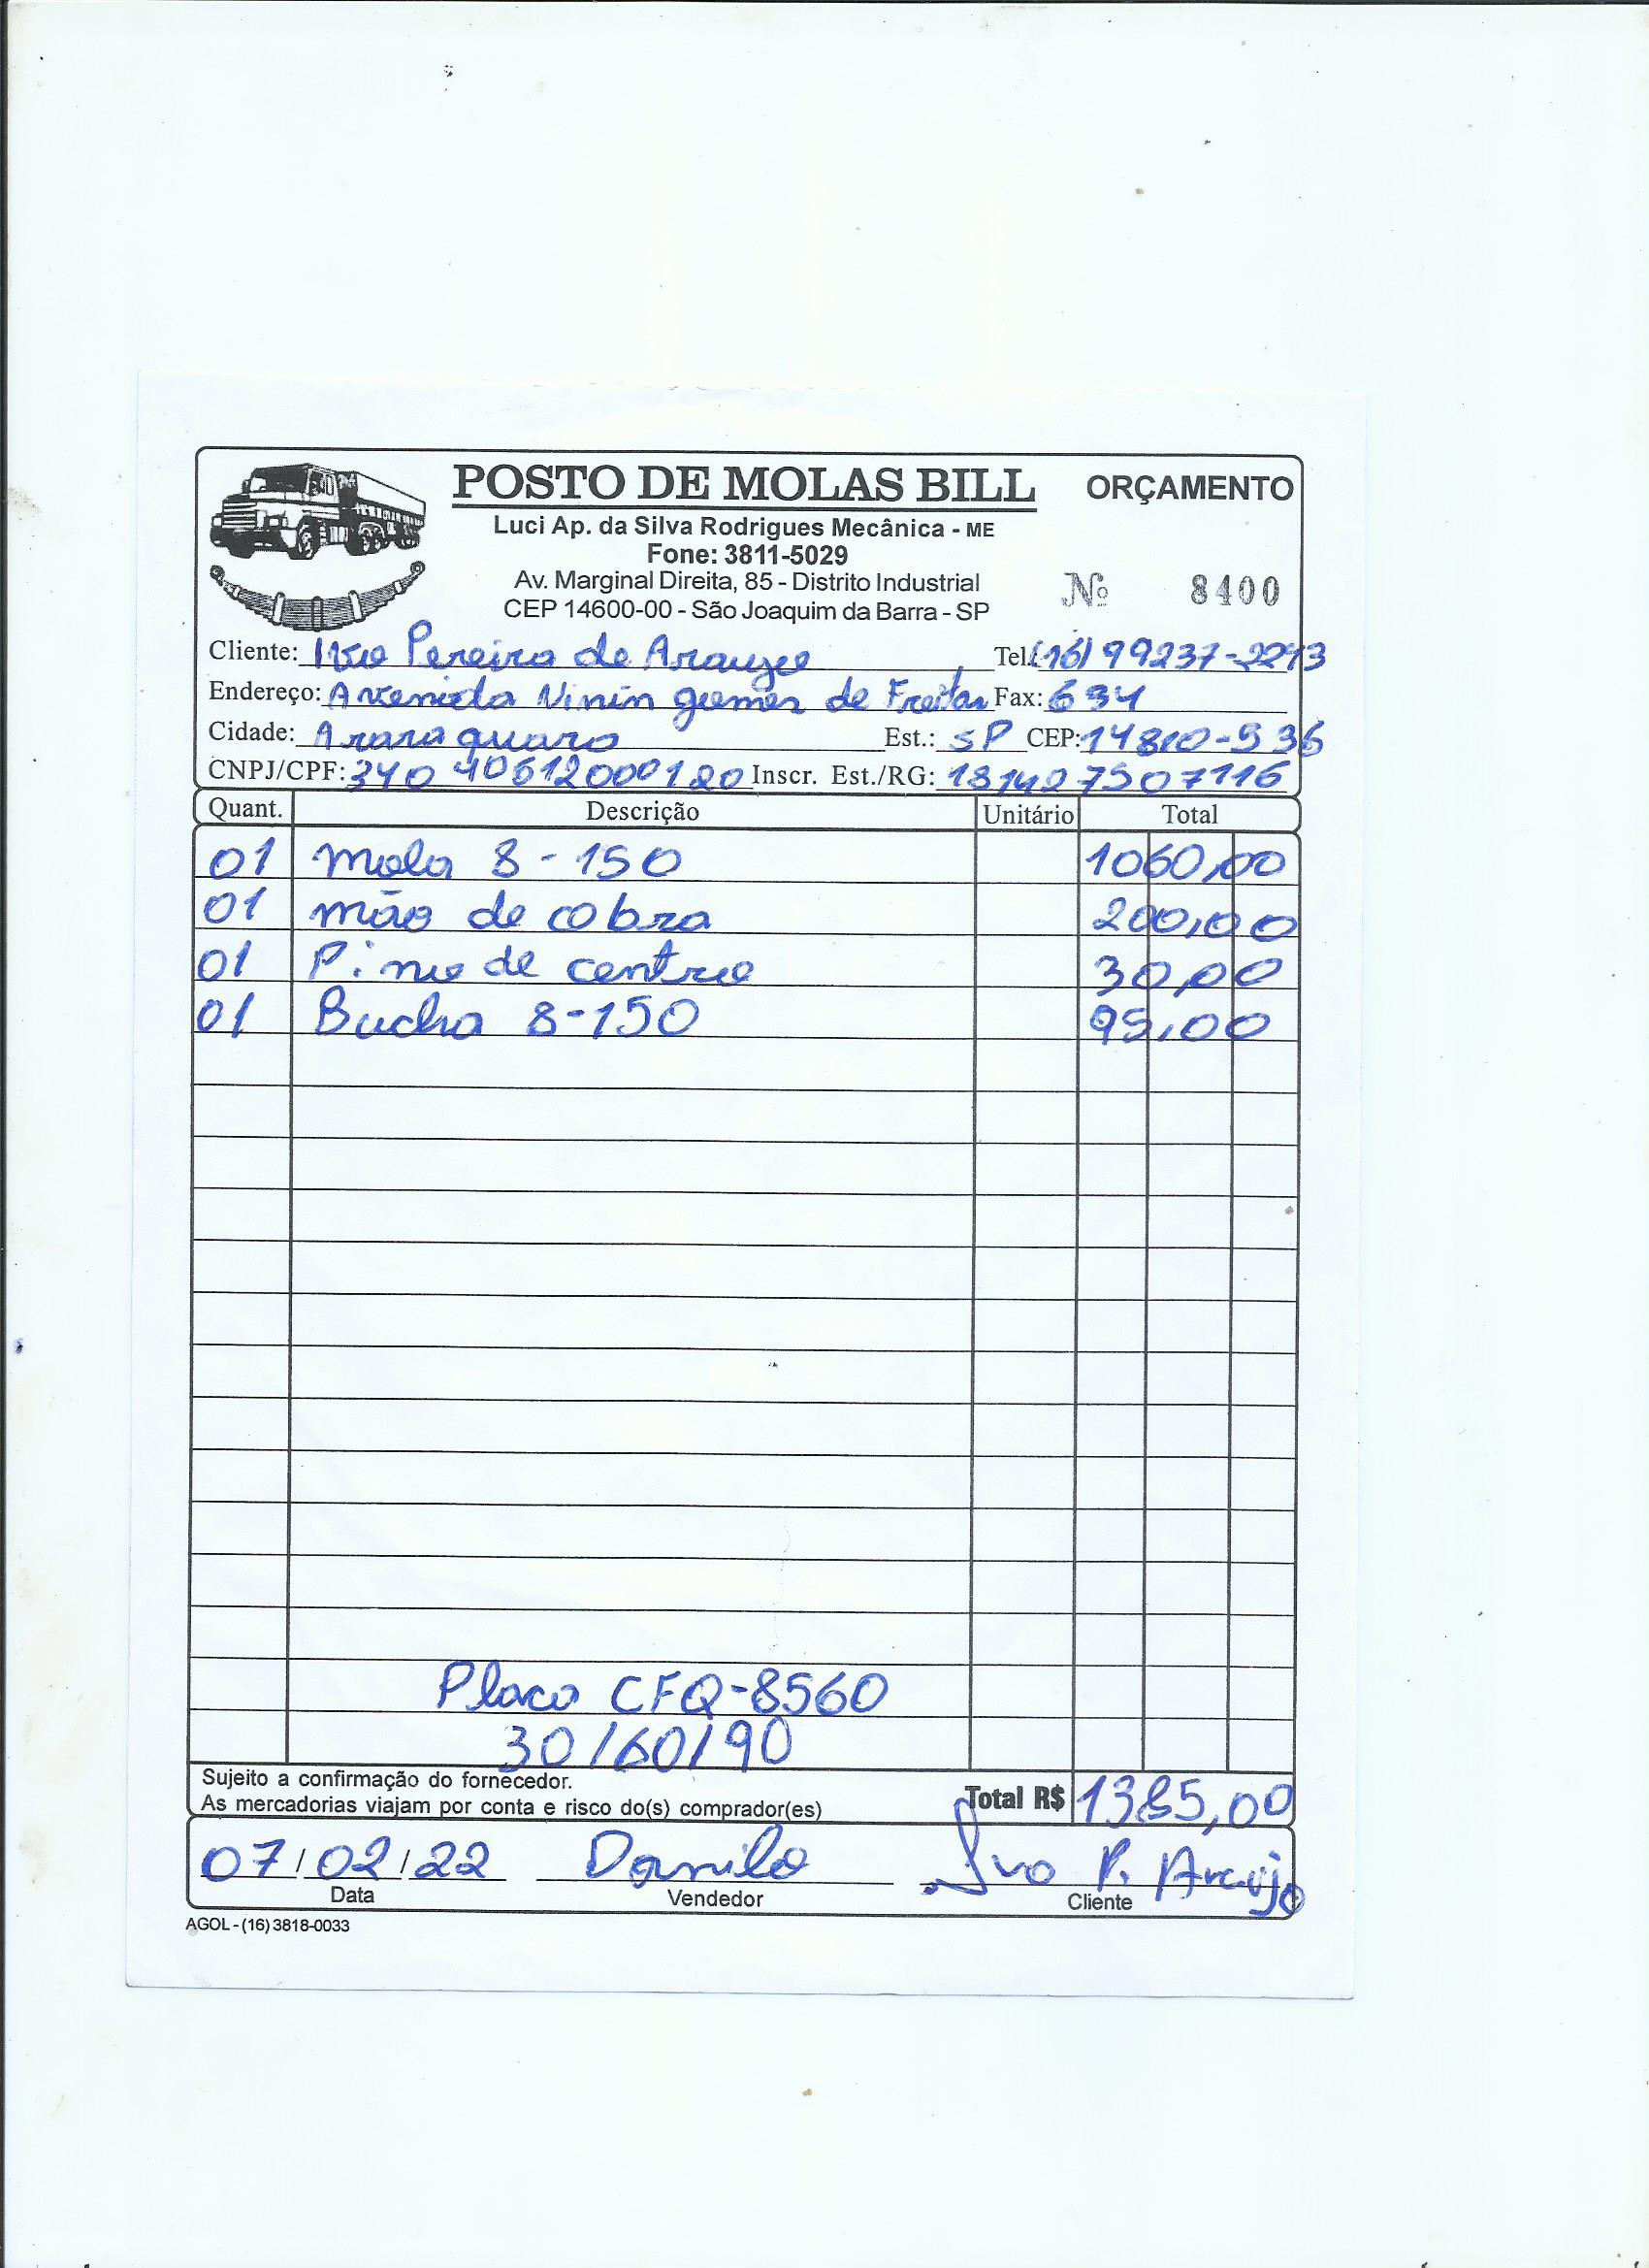 POSTO DE MOLAS BILL ORÇAMENTO
Luci Ap. da Silva Rodrigues Mecânica - ME
Fone: 3811-5029
Av. Marginal Direita, 85 - Distrito Industrial
CEP 14600-00 - São Joaquim da Barra - SP
Nº 8400
Cliente: Ivo Pereira de Araujo Tel.(16) 99237-2293
Endereço: Avenida Ninin gomes de Freitas Fax: 634
Cidade: Araraquara Est.: SP CEP: 14810-536
CNPJ/CPF: 340 40612000120 Inscr. Est./RG: 181427507116
Quant. Descrição Unitário Total
01 mola 8-150 1060,00
01 mão de cobra 200,00
01 Pino de centro 30,00
01 Bucha 8-150 95,00
Placa CFQ-8560
30/60/90
Sujeito a confirmação do fornecedor.
As mercadorias viajam por conta e risco do(s) comprador(es)
Total R$ 1385,00
07/02/22 Danilo Ivo P. Araujo
Data Vendedor Cliente
AGOL - (16) 3818-0033